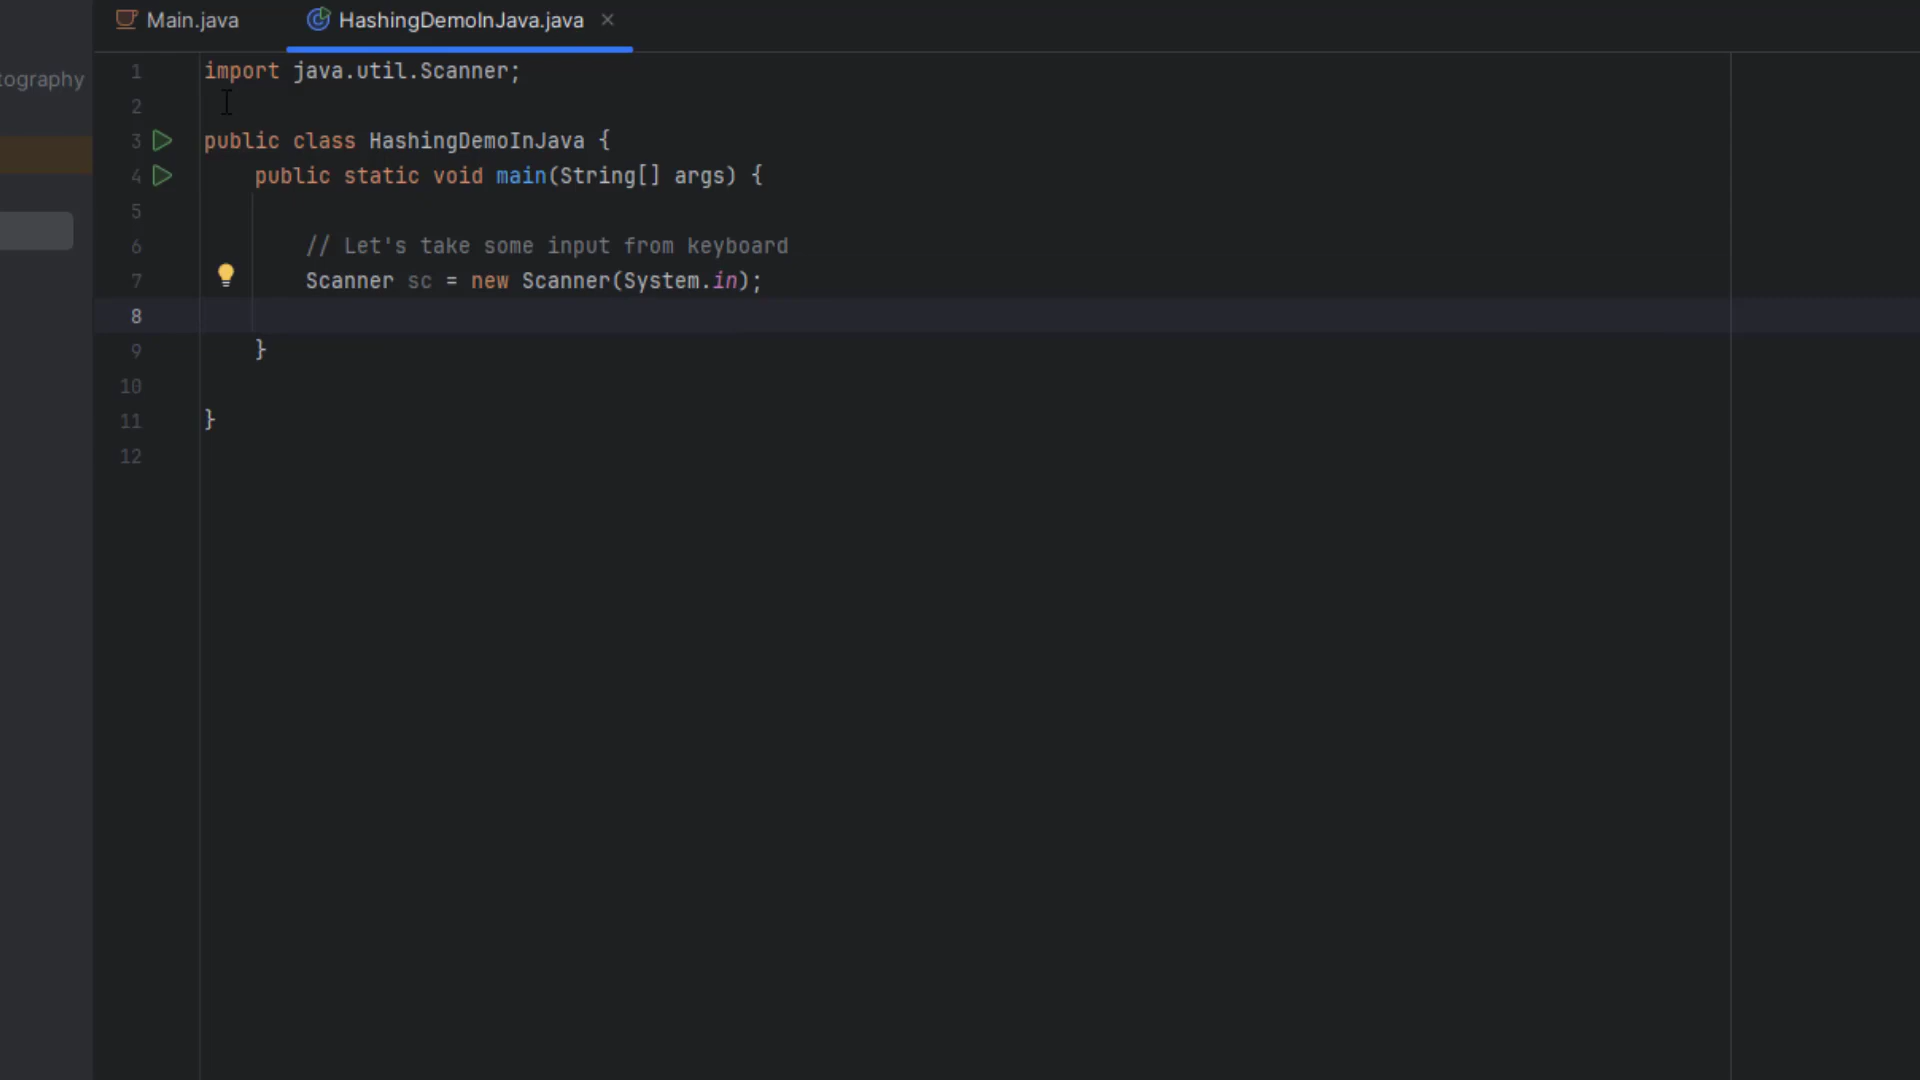 Main.java
HashingDemoInJava.java
tography
1 import java.util.Scanner;
2
3 public class HashingDemoInJava {
4 public static void main(String[] args) {
5
6 // Let's take some input from keyboard
7 Scanner sc = new Scanner(System.in);
8
9 }
10
11 }
12